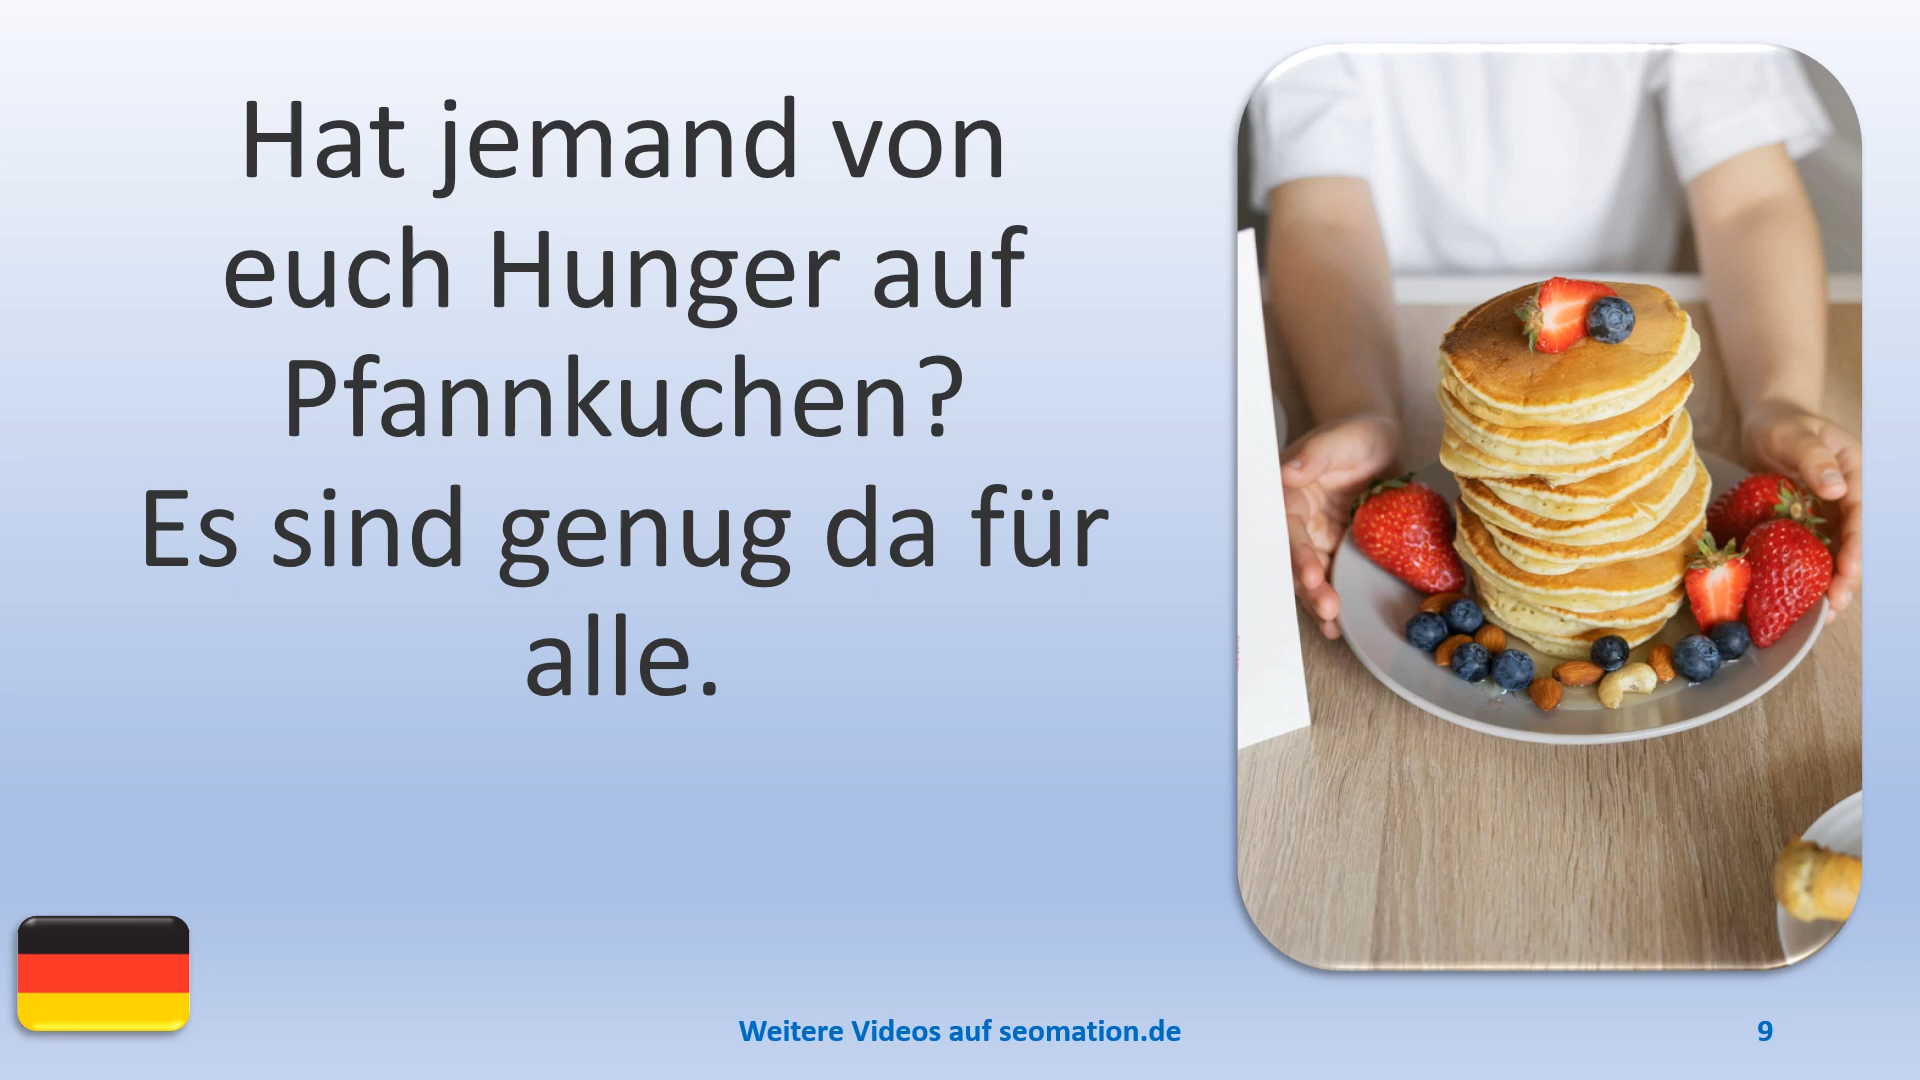 Hat jemand von
euch Hunger auf
Pfannkuchen?
Es sind genug da für
alle.
Weitere Videos auf seomation.de
9